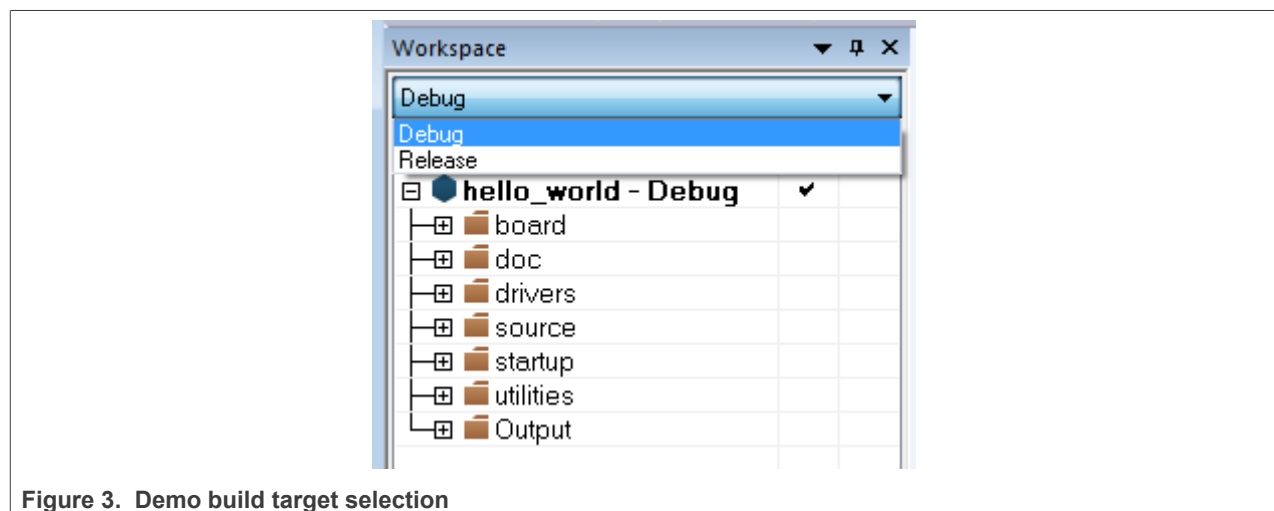 Workspace
Debug
Debug
Release
hello_world - Debug
board
doc
drivers
source
startup
utilities
Output
Figure 3. Demo build target selection